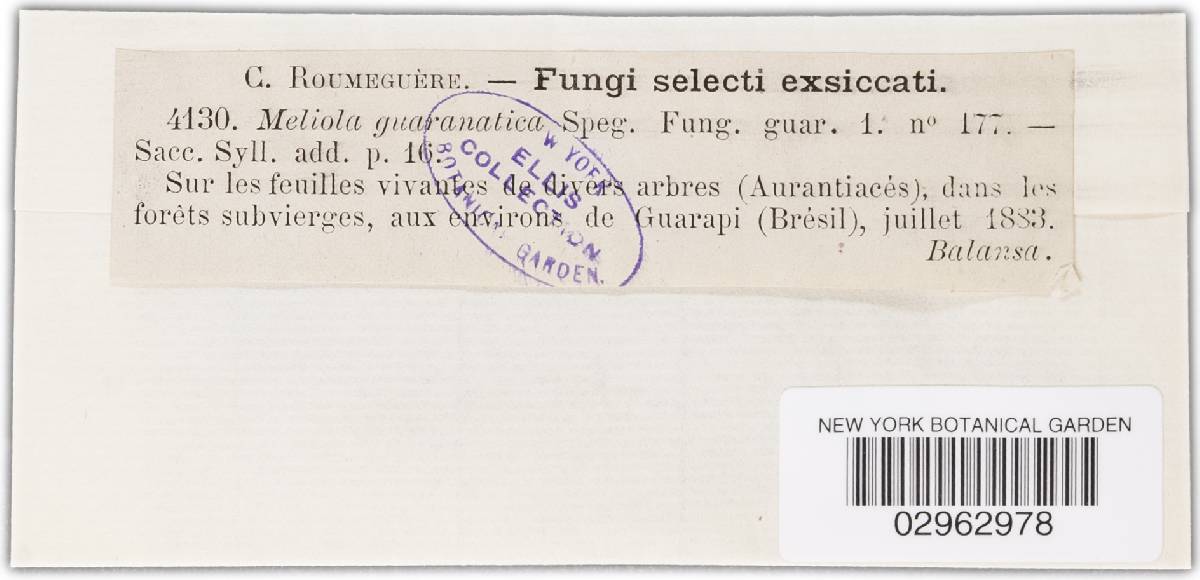 C. ROUMEGUÈRE. — Fungi selecti exsiccati.
4130. Meliola guaranatica Speg. Fung. guar. 1. nº 177. —
Sacc. Syll. add. p. 16.
Sur les feuilles vivantes de divers arbres (Aurantiacés), dans les
forêts subvierges, aux environs de Guarapi (Brésil), juillet 1883.
Balansa.
W YORK
ELLIS
COLLECTION
BOTANICAL GARDEN.
NEW YORK BOTANICAL GARDEN
02962978